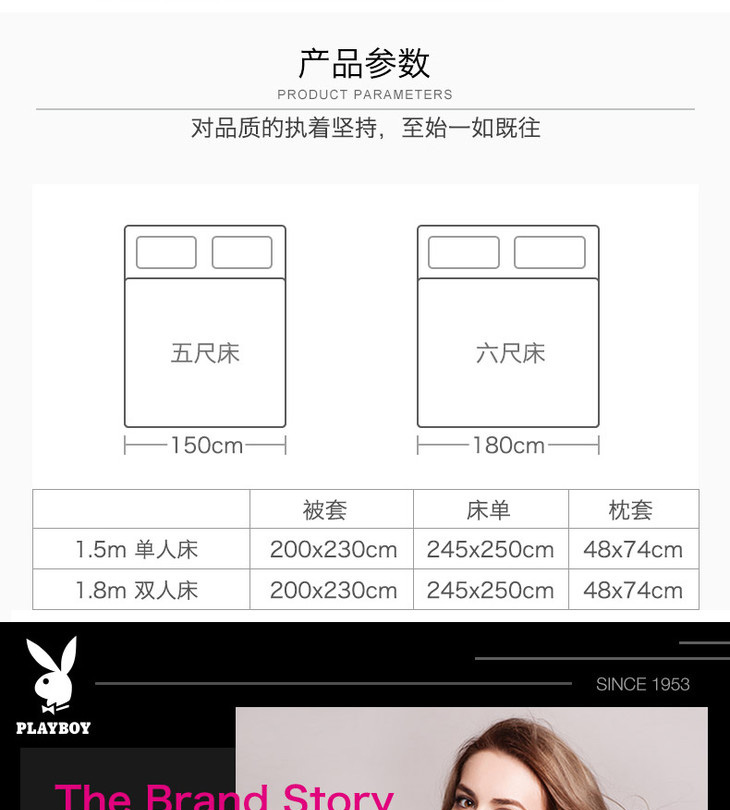 产品参数
PRODUCT PARAMETERS
对品质的执着坚持，至始一如既往
五尺床
六尺床
150cm
180cm
被套 床单 枕套
1.5m 单人床 200x230cm 245x250cm 48x74cm
1.8m 双人床 200x230cm 245x250cm 48x74cm
SINCE 1953
PLAYBOY
The Brand Story